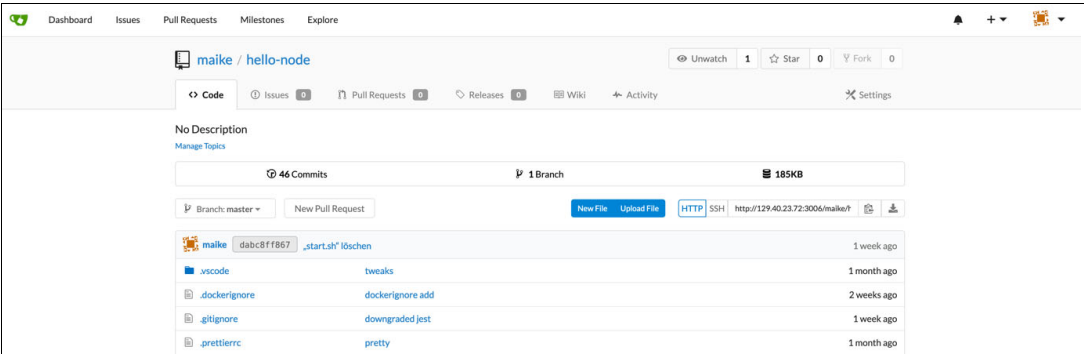 Dashboard Issues Pull Requests Milestones Explore
maike / hello-node
Unwatch 1 Star 0 Fork 0
Code Issues 0 Pull Requests 0 Releases 0 Wiki Activity Settings
No Description
Manage Topics
46 Commits 1 Branch 185KB
Branch: master New Pull Request New File Upload File HTTP SSH http://129.40.23.72:3006/maike/h
maike dabc8ff867 „start.sh" löschen 1 week ago
.vscode tweaks 1 month ago
.dockerignore dockerignore add 2 weeks ago
.gitignore downgraded jest 1 week ago
.prettierrc pretty 1 month ago